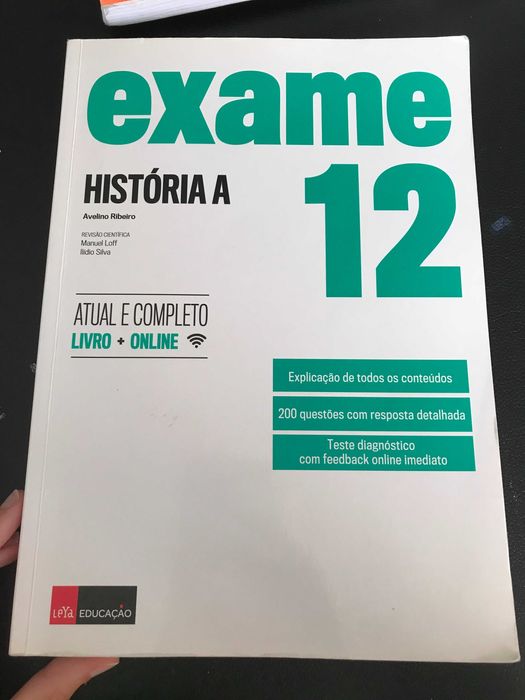 exame
12
HISTÓRIA A
Avelino Ribeiro
REVISÃO CIENTÍFICA
Manuel Loff
Ilídio Silva
ATUAL E COMPLETO
LIVRO + ONLINE
Explicação de todos os conteúdos
200 questões com resposta detalhada
Teste diagnóstico
com feedback online imediato
LeYa EDUCAÇÃO